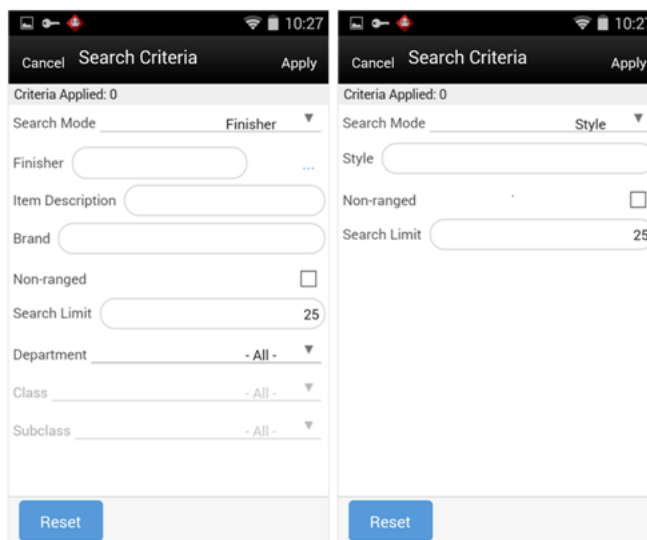 10:27
Cancel Search Criteria Apply
Criteria Applied: 0
Search Mode Finisher
Finisher ...
Item Description
Brand
Non-ranged
Search Limit 25
Department - All -
Class - All -
Subclass - All -
Reset
10:27
Cancel Search Criteria Apply
Criteria Applied: 0
Search Mode Style
Style
Non-ranged
Search Limit 25
Reset